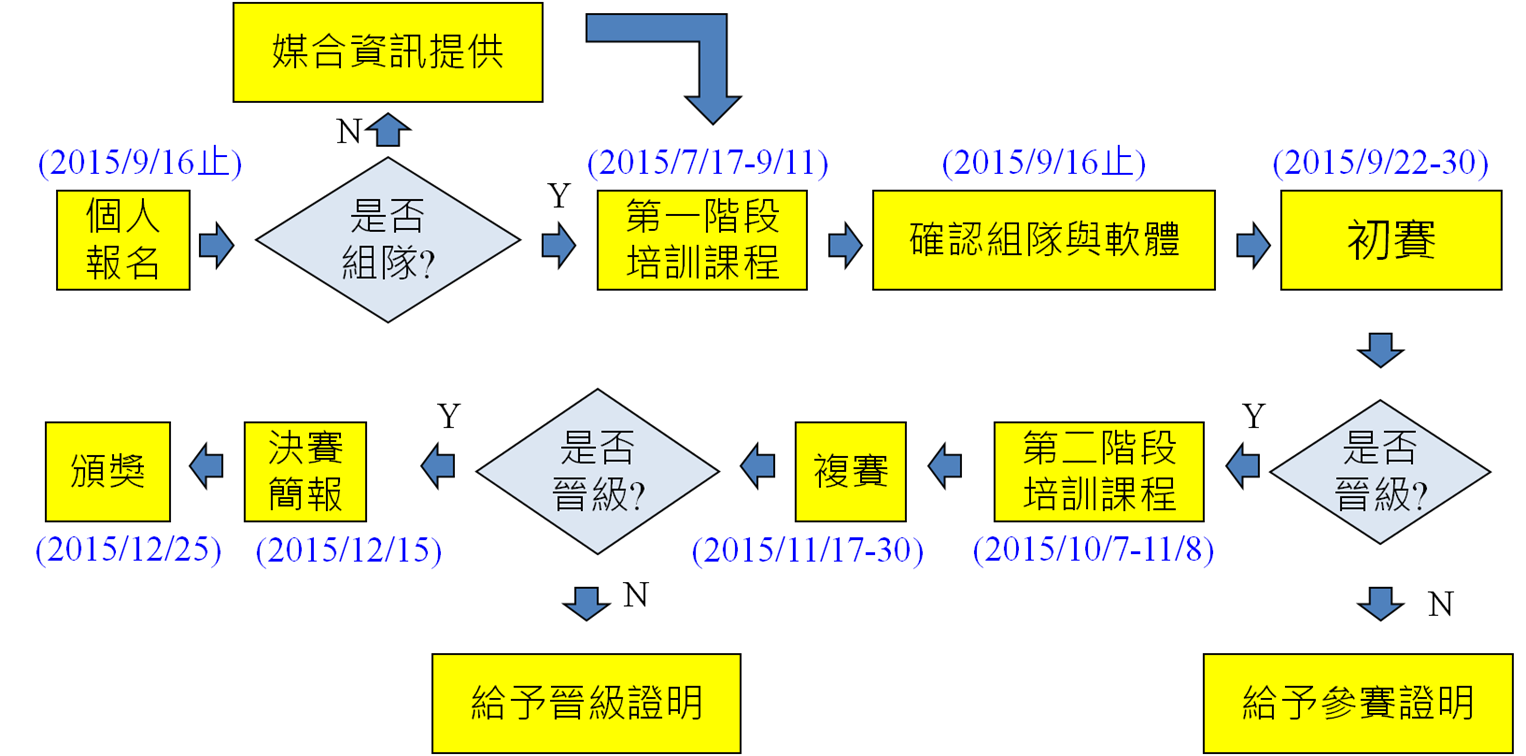 媒合資訊提供
N
(2015/9/16止)
個人
報名
是否
組隊?
Y
(2015/7/17-9/11)
第一階段
培訓課程
(2015/9/16止)
確認組隊與軟體
(2015/9/22-30)
初賽
是否
晉級?
Y
N
給予參賽證明
第二階段
培訓課程
(2015/10/7-11/8)
複賽
(2015/11/17-30)
是否
晉級?
Y
N
給予晉級證明
決賽
簡報
(2015/12/15)
頒獎
(2015/12/25)